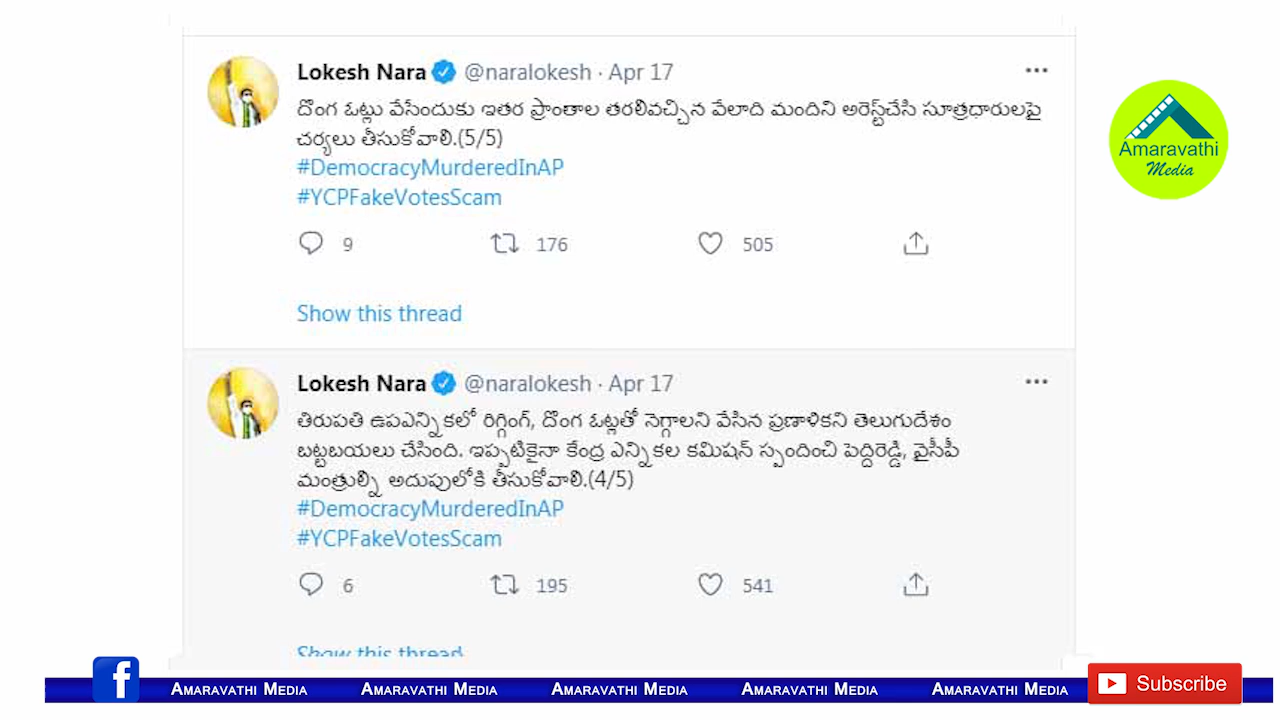 Lokesh Nara @naralokesh · Apr 17
దొంగ ఓట్లు వేసేందుకు ఇతర ప్రాంతాల తరలివచ్చిన వేలాది మందిని అరెస్ట్‌చేసి సూత్రధారులపై
చర్యలు తీసుకోవాలి.(5/5)
#DemocracyMurderedInAP
#YCPFakeVotesScam
9 176 505
Show this thread
Amaravathi
Media
Lokesh Nara @naralokesh · Apr 17
తిరుపతి ఉపఎన్నికలో రిగ్గింగ్, దొంగ ఓట్లతో నెగ్గాలని వేసిన ప్రణాళికని తెలుగుదేశం
బట్టబయలు చేసింది. ఇప్పటికైనా కేంద్ర ఎన్నికల కమిషన్ స్పందించి పెద్దిరెడ్డి, వైసీపీ
మంత్రుల్ని అదుపులోకి తీసుకోవాలి.(4/5)
#DemocracyMurderedInAP
#YCPFakeVotesScam
6 195 541
Show this thread
f Amaravathi Media Amaravathi Media Amaravathi Media Amaravathi Media Amaravathi Media Subscribe